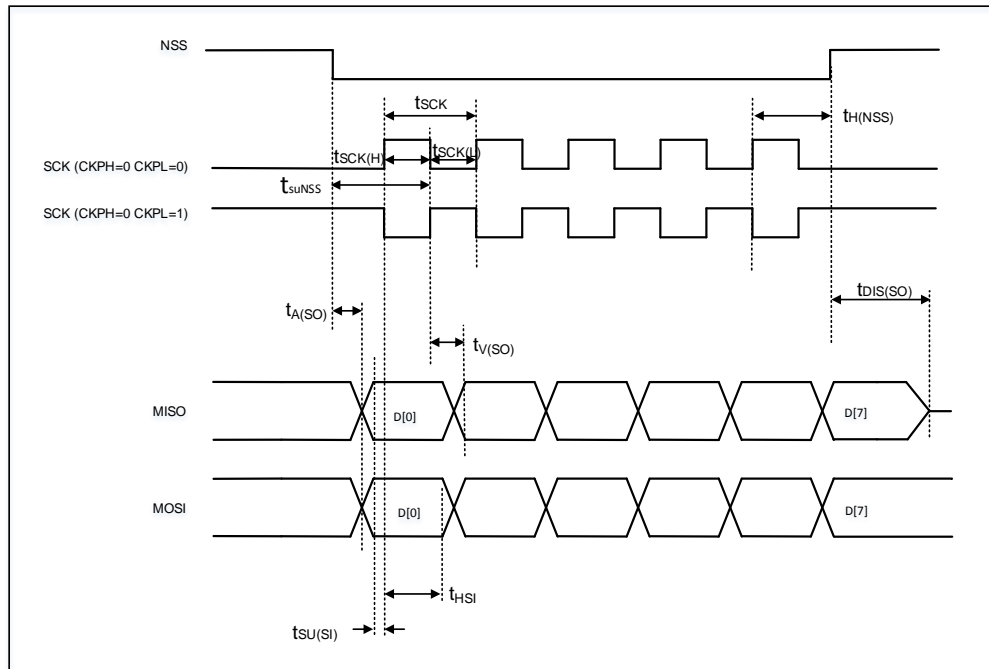 NSS
tSCK
tH(NSS)
tSCK(H)
tSCK(L)
SCK (CKPH=0 CKPL=0)
tsuNSS
SCK (CKPH=0 CKPL=1)
tDIS(SO)
tA(SO)
tV(SO)
MISO
D[0]
D[7]
MOSI
D[0]
D[7]
tHSI
tSU(SI)